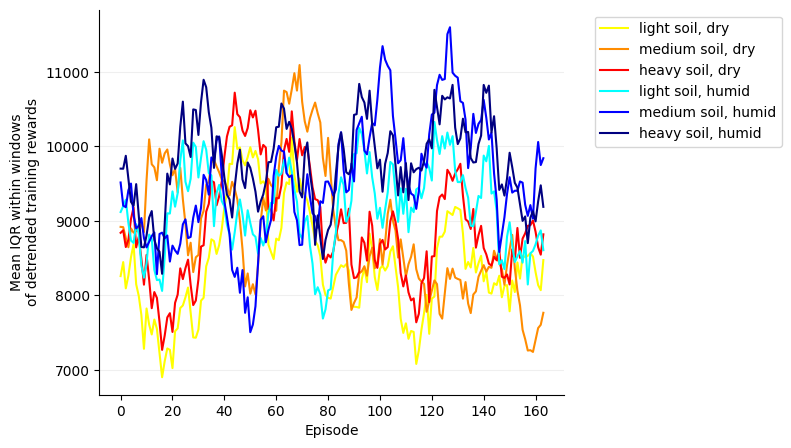 light soil, dry
medium soil, dry
heavy soil, dry
light soil, humid
medium soil, humid
heavy soil, humid
Mean IQR within windows
of detrended training rewards
11000
10000
9000
8000
7000
0 20 40 60 80 100 120 140 160
Episode